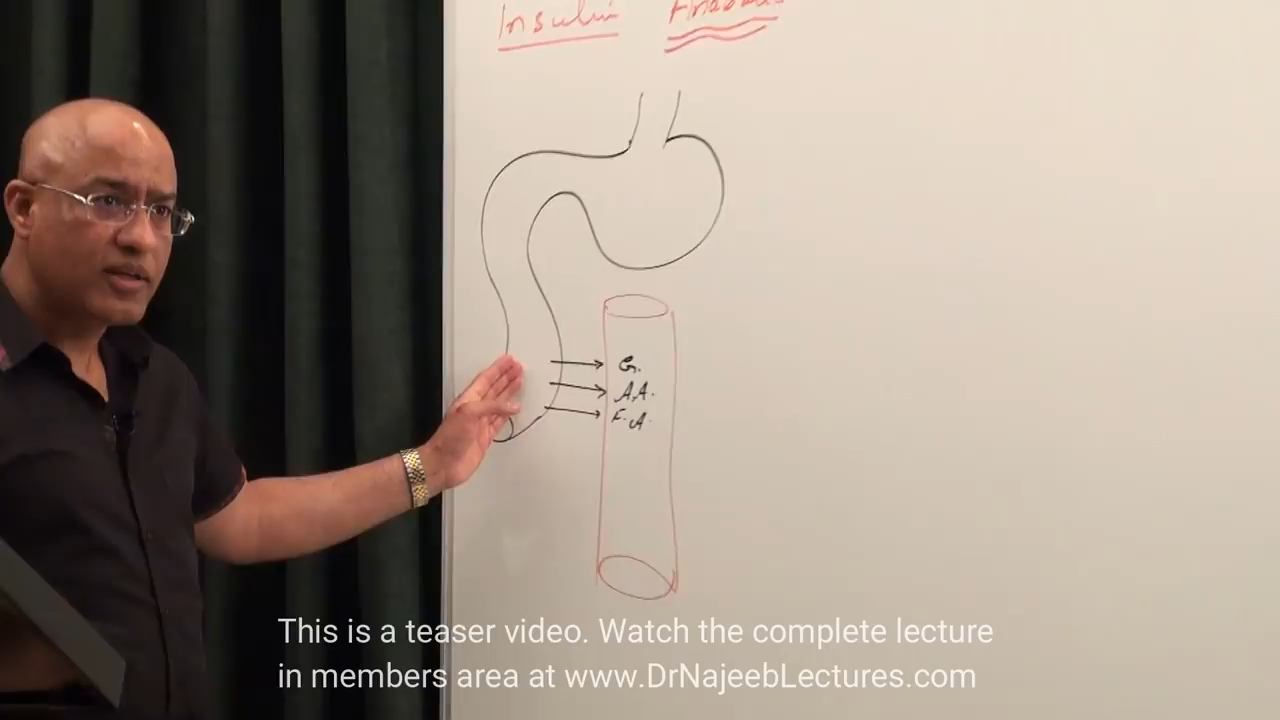 Insulin
G.
A.A.
F.A.
This is a teaser video. Watch the complete lecture
in members area at www.DrNajeebLectures.com